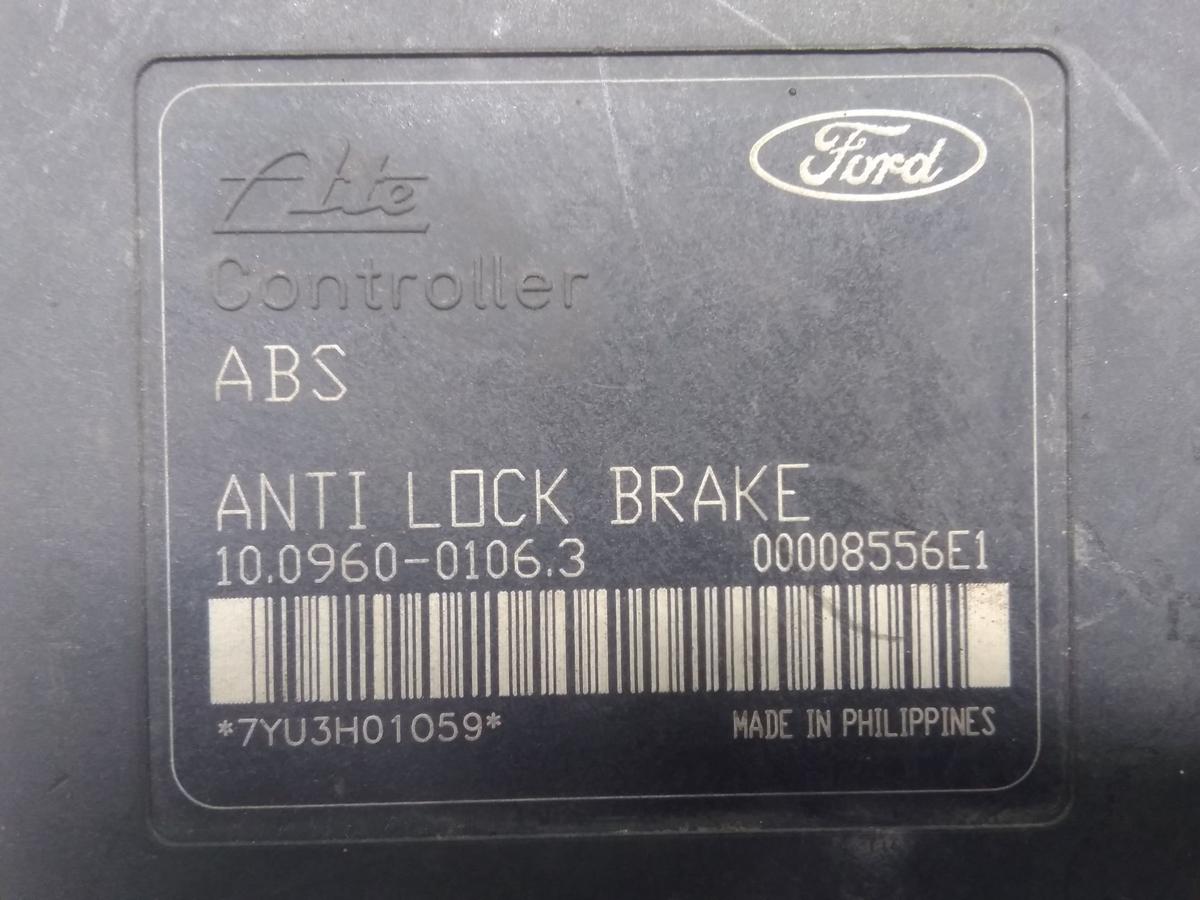 Ate
Ford
Controller
ABS
ANTI LOCK BRAKE
10.0960-0106.3 00008556E1
*7YU3H01059*
MADE IN PHILIPPINES